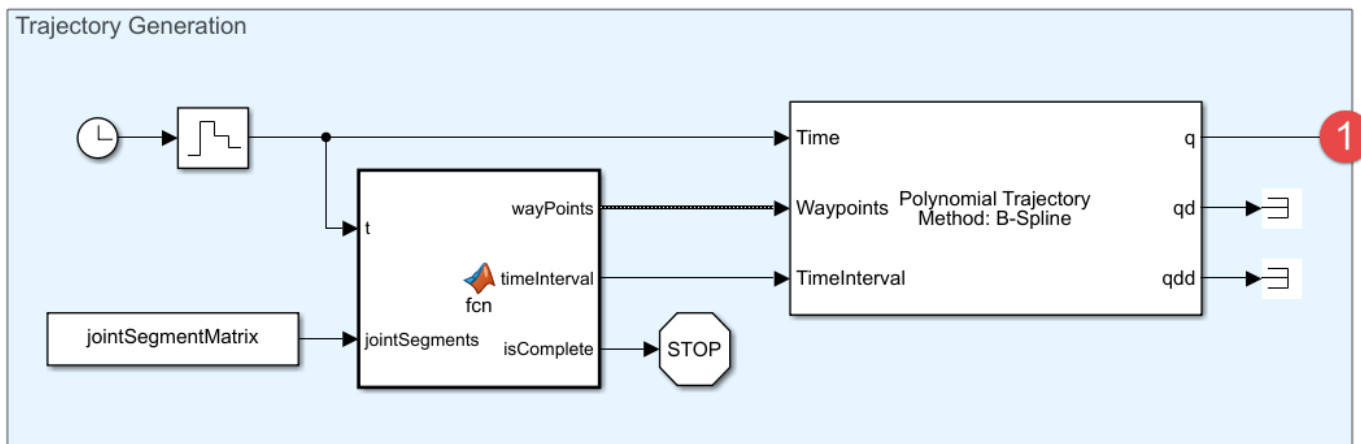 Trajectory Generation
Time
q
1
wayPoints
Waypoints
Polynomial Trajectory
Method: B-Spline
qd
t
timeInterval
TimeInterval
qdd
fcn
jointSegmentMatrix
jointSegments
isComplete
STOP